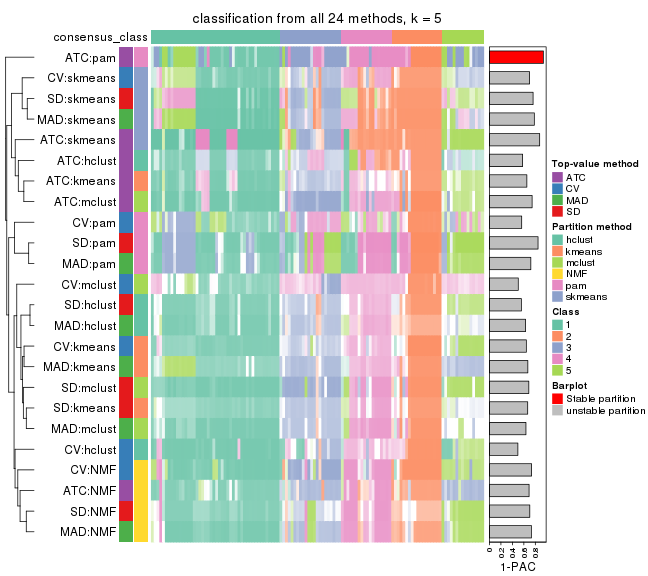 classification from all 24 methods, k = 5
consensus_class
ATC:pam
CV:skmeans
SD:skmeans
MAD:skmeans
ATC:skmeans
ATC:hclust
ATC:kmeans
ATC:mclust
CV:pam
SD:pam
MAD:pam
CV:mclust
SD:hclust
MAD:hclust
CV:kmeans
MAD:kmeans
SD:mclust
SD:kmeans
MAD:mclust
CV:hclust
CV:NMF
ATC:NMF
SD:NMF
MAD:NMF
0
0.2
0.4
0.6
0.8
1-PAC
Top-value method
ATC
CV
MAD
SD
Partition method
hclust
kmeans
mclust
NMF
pam
skmeans
Class
1
2
3
4
5
Barplot
Stable partition
unstable partition